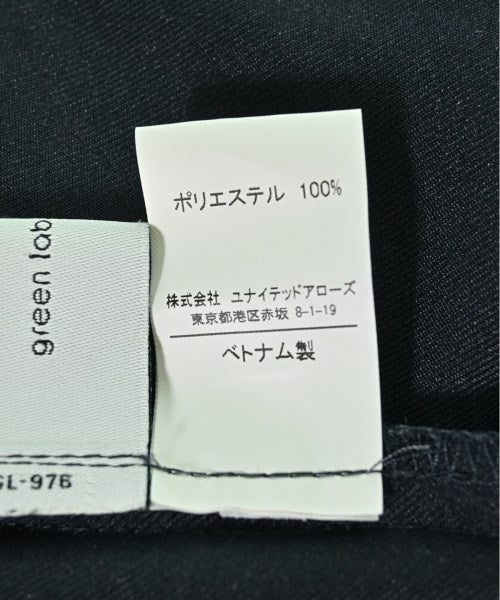 ポリエステル 100%
株式会社 ユナイテッドアローズ
東京都港区赤坂 8-1-19
ベトナム製
green lab